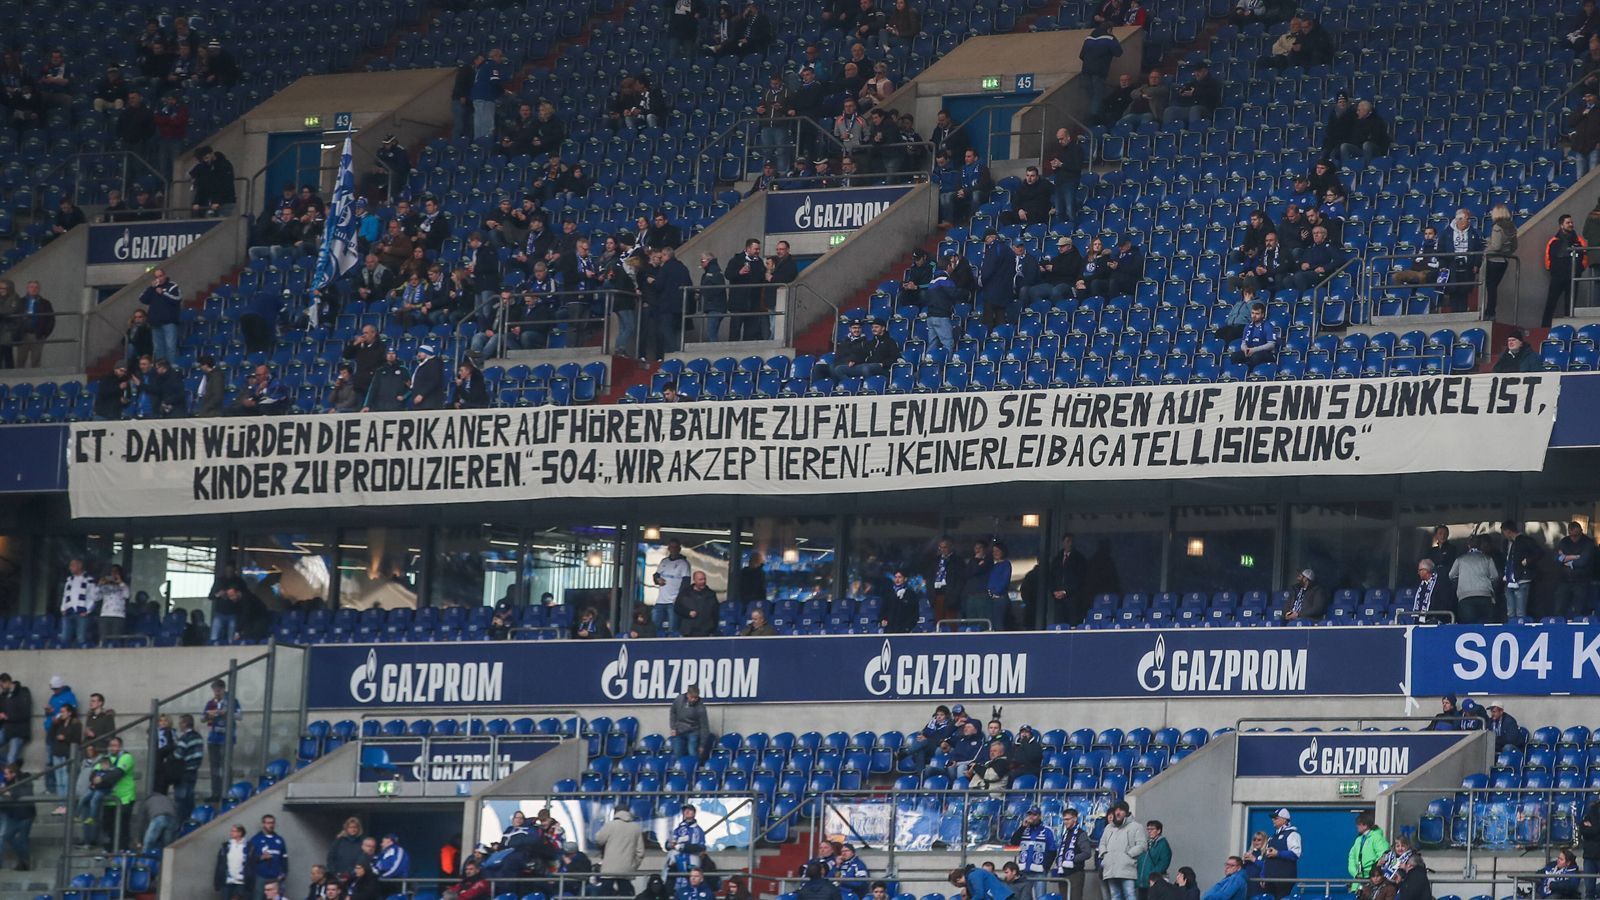 43
45
GAZPROM
GAZPROM
CT: „DANN WÜRDEN DIE AFRIKANER AUFHÖREN, BÄUME ZU FÄLLEN, UND SIE HÖREN AUF, WENN'S DUNKEL IST,
KINDER ZU PRODUZIEREN."-S04: „WIR AKZEPTIEREN [...] KEINERLEI BAGATELLISIERUNG."
GAZPROM GAZPROM GAZPROM GAZPROM
S04 K
GAZPROM
GAZPROM